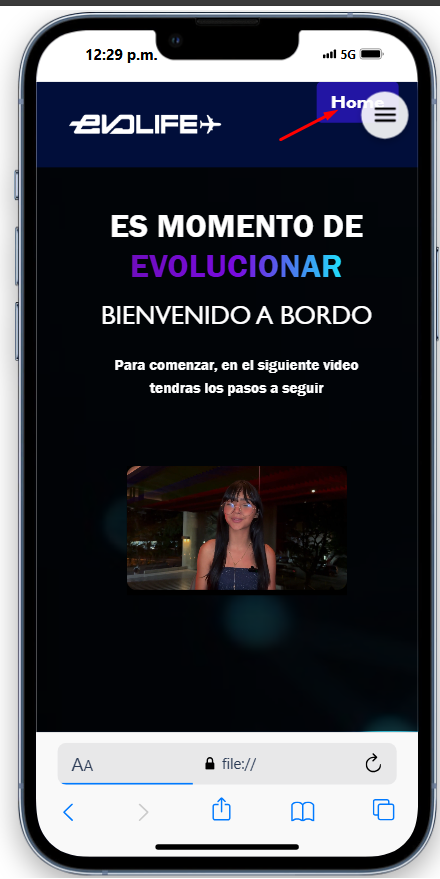 12:29 p.m.
5G
Home
EVOLIFE
ES MOMENTO DE
EVOLUCIONAR
BIENVENIDO A BORDO
Para comenzar, en el siguiente video
tendras los pasos a seguir
AA
file://